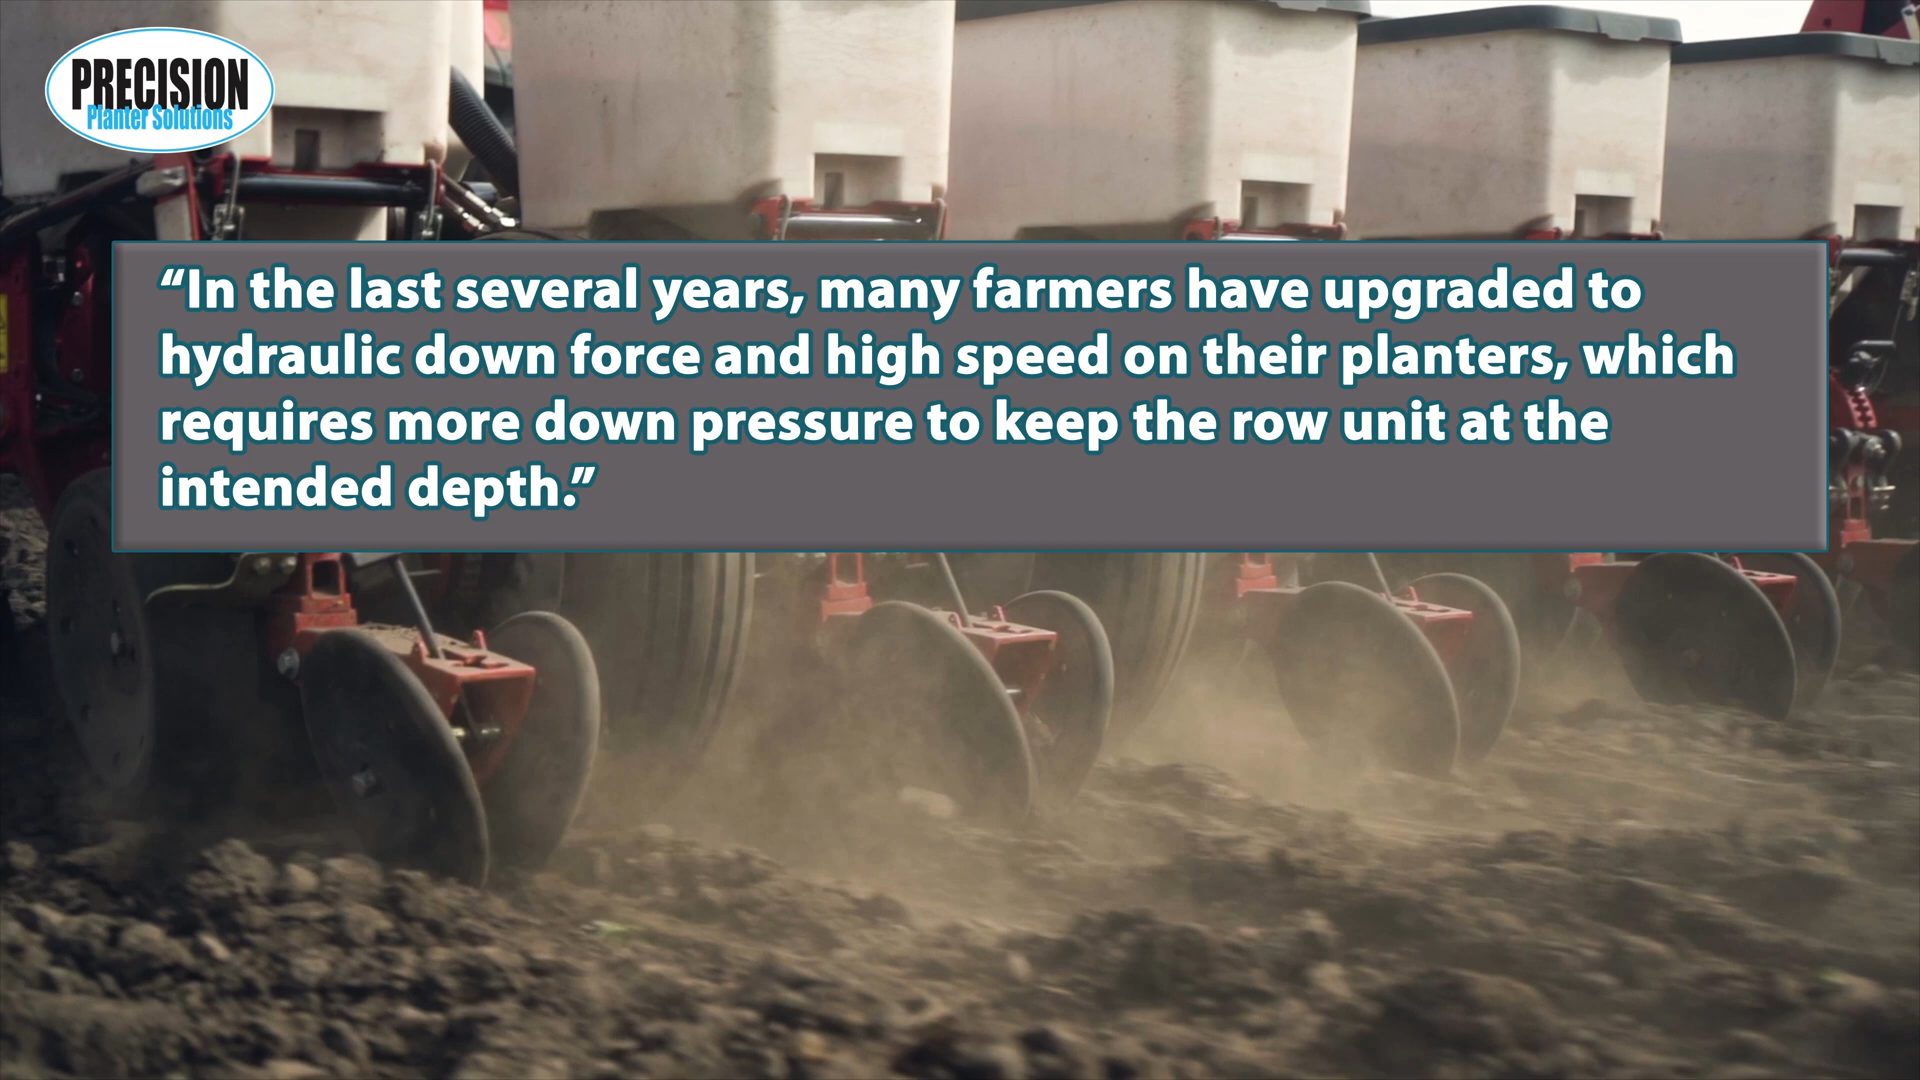 PRECISION
Planter Solutions
“In the last several years, many farmers have upgraded to
hydraulic down force and high speed on their planters, which
requires more down pressure to keep the row unit at the
intended depth.”